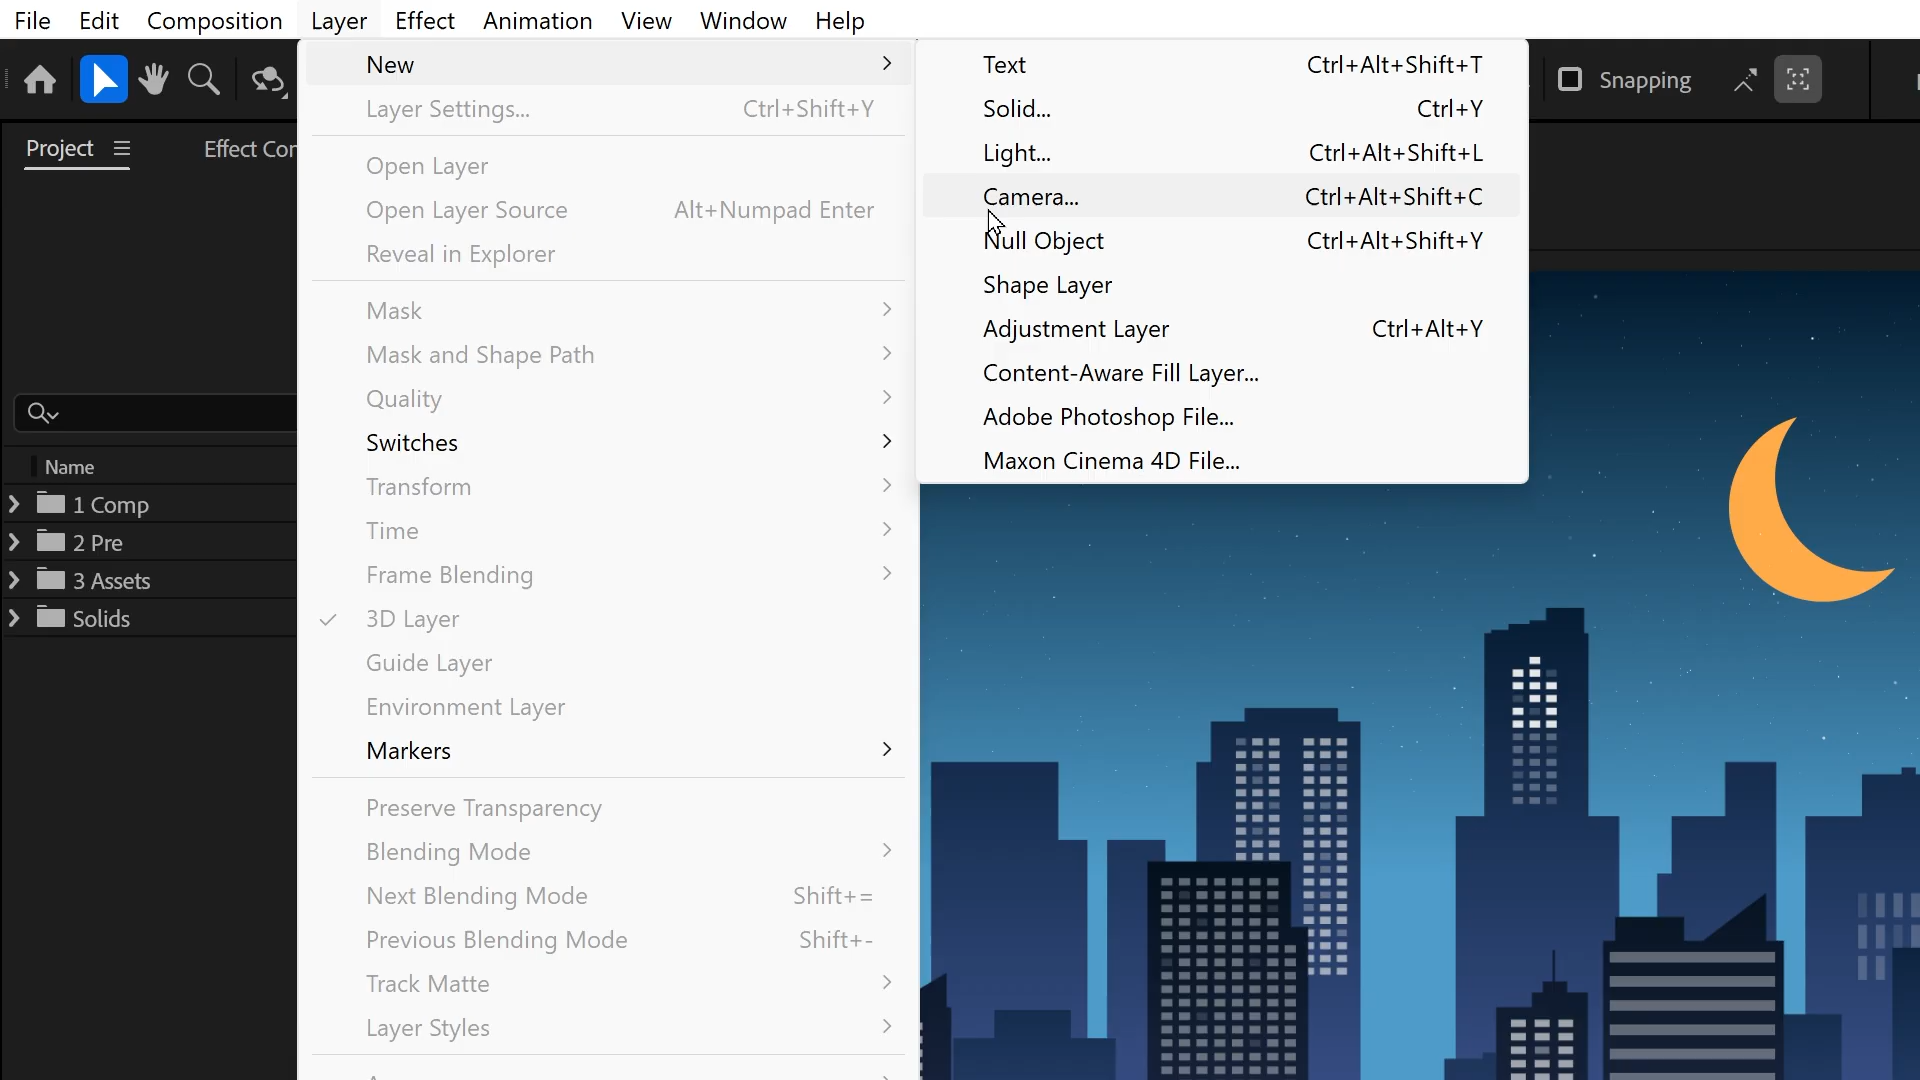 File Edit Composition Layer Effect Animation View Window Help
New
Layer Settings... Ctrl+Shift+Y
Open Layer
Open Layer Source Alt+Numpad Enter
Reveal in Explorer
Mask
Mask and Shape Path
Quality
Switches
Transform
Time
Frame Blending
3D Layer
Guide Layer
Environment Layer
Markers
Preserve Transparency
Blending Mode
Next Blending Mode Shift+=
Previous Blending Mode Shift+-
Track Matte
Layer Styles
Text Ctrl+Alt+Shift+T
Solid... Ctrl+Y
Light... Ctrl+Alt+Shift+L
Camera... Ctrl+Alt+Shift+C
Null Object Ctrl+Alt+Shift+Y
Shape Layer
Adjustment Layer Ctrl+Alt+Y
Content-Aware Fill Layer...
Adobe Photoshop File...
Maxon Cinema 4D File...
Snapping
Project Effect Con
Name
1 Comp
2 Pre
3 Assets
Solids